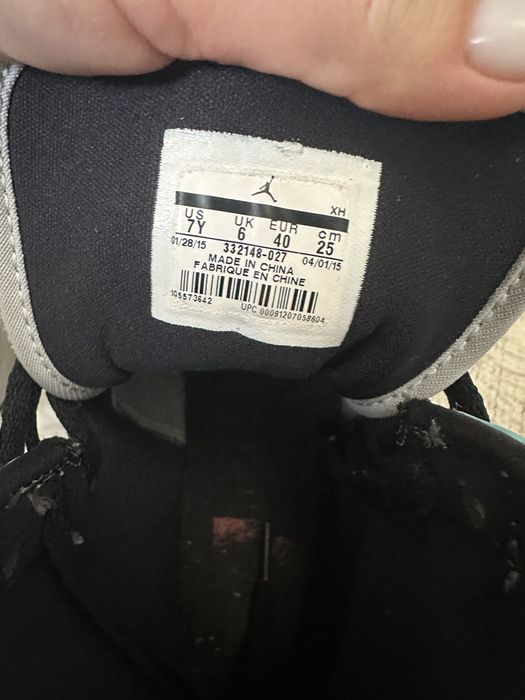 XH
US UK EUR cm
7Y 6 40 25
01/28/15 332148-027 04/01/15
MADE IN CHINA
FABRIQUE EN CHINE
105573642
UPC 00091207058604